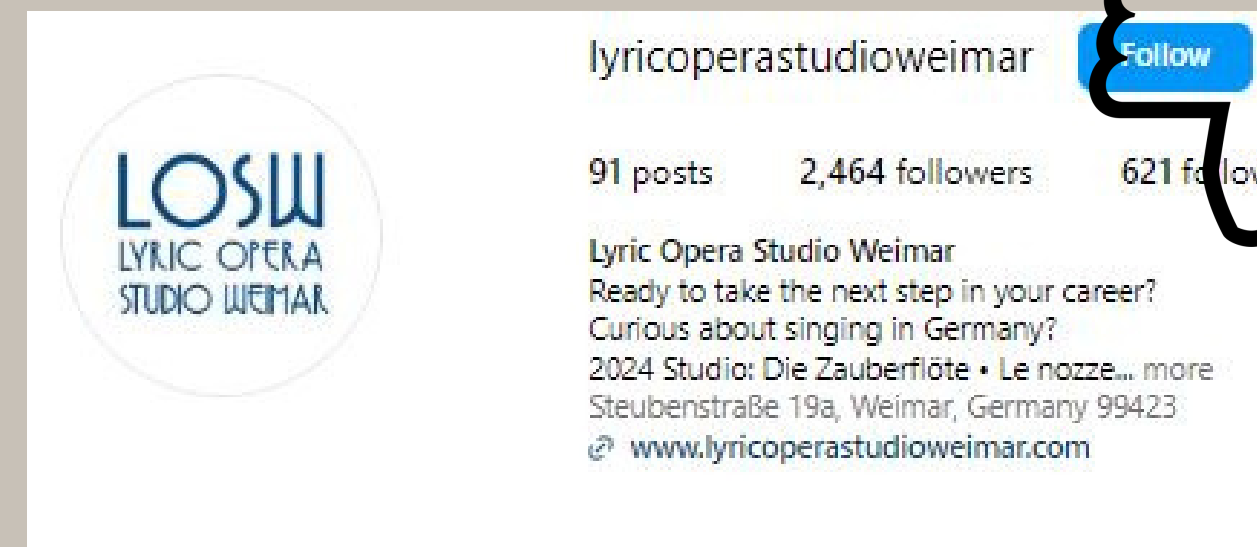 lyricoperastudioweimar Follow
LOSW
LYRIC OPERA
STUDIO WEIMAR
91 posts 2,464 followers 621
Lyric Opera Studio Weimar
Ready to take the next step in your career?
Curious about singing in Germany?
2024 Studio: Die Zauberflöte • Le nozze... more
Steubenstraße 19a, Weimar, Germany 99423
www.lyricoperastudioweimar.com